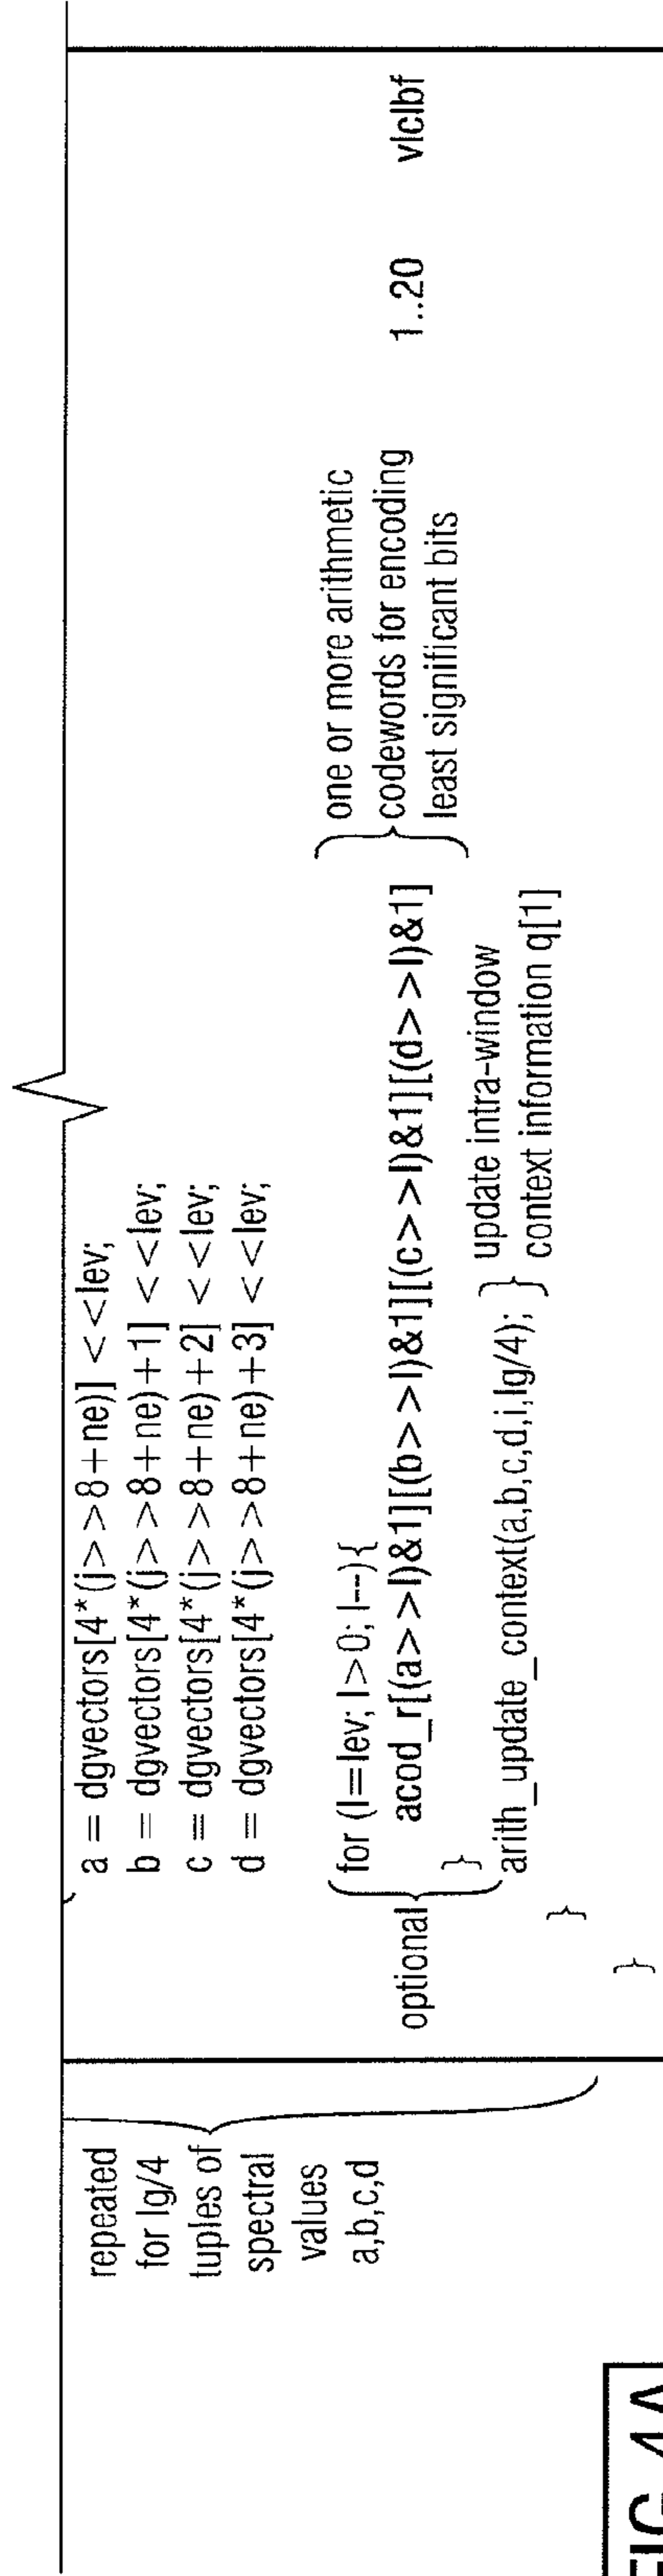 repeated
for lg/4
tuples of
spectral
values
a,b,c,d
a = dgvectors[4*(j>>8+ne)] <<lev;
b = dgvectors[4*(j>>8+ne)+1] <<lev;
c = dgvectors[4*(j>>8+ne)+2] <<lev;
d = dgvectors[4*(j>>8+ne)+3] <<lev;
optional
for (l=lev; l>0; l--){
acod_r[(a>>l)&1][(b>>l)&1][(c>>l)&1][(d>>l)&1]
}
one or more arithmetic
codewords for encoding
least significant bits
1..20
vlclbf
arith_update_context(a,b,c,d,i,lg/4);
update intra-window
context information q[1]
}
}
FIG 4A